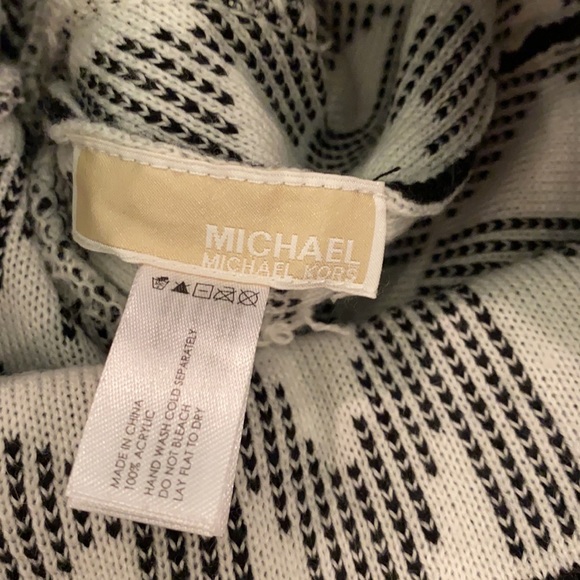 MICHAEL
MICHAEL KORS
MADE IN CHINA
100% ACRYLIC
HAND WASH COLD SEPARATELY
DO NOT BLEACH
LAY FLAT TO DRY